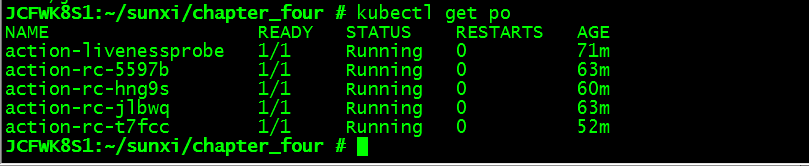 JCFWK8S1:~/sunxi/chapter_four # kubectl get po
NAME READY STATUS RESTARTS AGE
action-livenessprobe 1/1 Running 0 71m
action-rc-5597b 1/1 Running 0 63m
action-rc-hng9s 1/1 Running 0 60m
action-rc-jlbwq 1/1 Running 0 63m
action-rc-t7fcc 1/1 Running 0 52m
JCFWK8S1:~/sunxi/chapter_four #